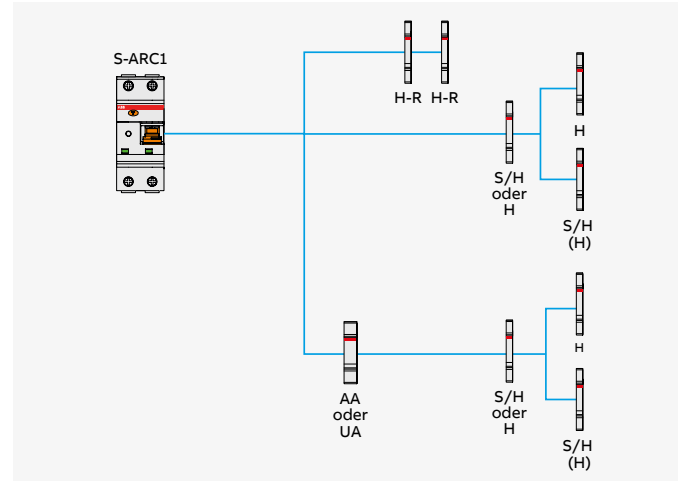 S-ARC1
H-R H-R
H
S/H
oder
H
S/H
(H)
H
AA
oder
UA
S/H
oder
H
S/H
(H)